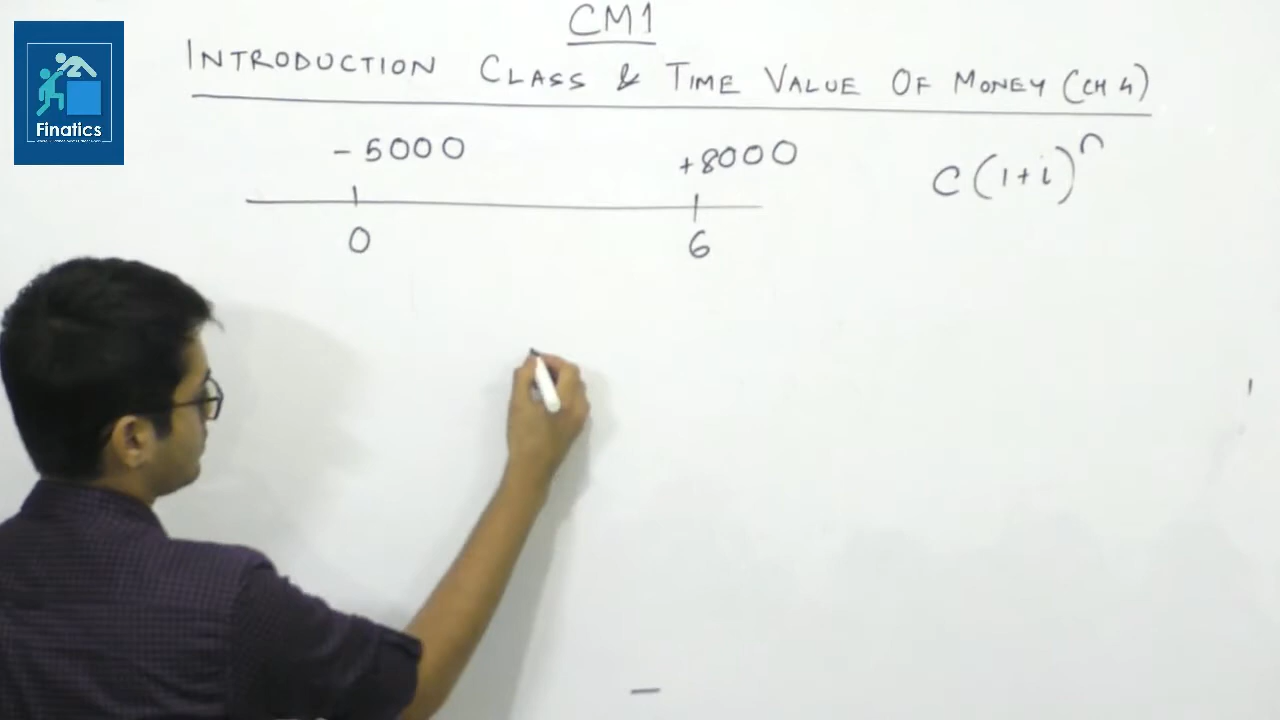 CM1
INTRODUCTION CLASS & TIME VALUE OF MONEY (CH 4)
- 5000 +8000 C(1+i)^n
0 6
Finatics